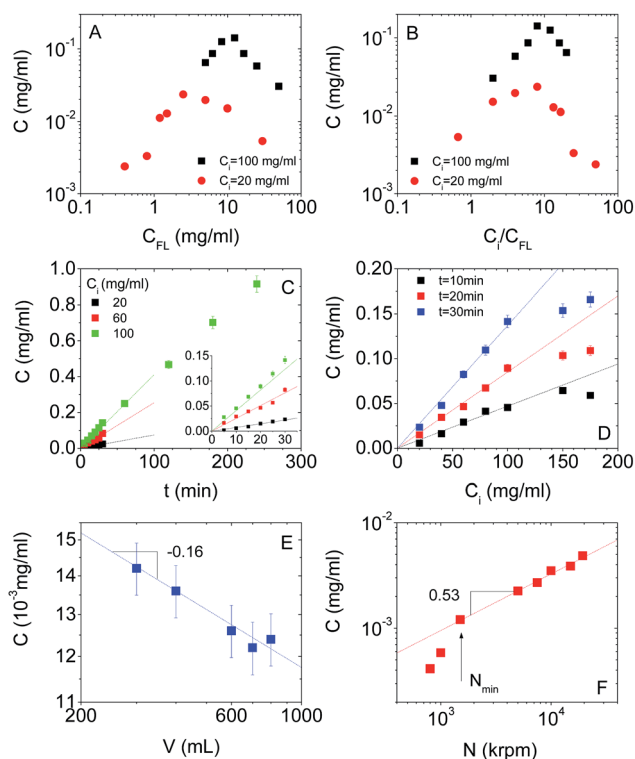 A
C (mg/ml)
10⁻¹
10⁻²
10⁻³
0.1 1 10 100
C_FL (mg/ml)
C_i=100 mg/ml
C_i=20 mg/ml
B
C (mg/ml)
10⁻¹
10⁻²
10⁻³
0.1 1 10 100
C_i/C_FL
C_i=100 mg/ml
C_i=20 mg/ml
C
C (mg/ml)
1.0
0.8
0.6
0.4
0.2
0.0
0 100 200 300
t (min)
C_i (mg/ml)
20
60
100
0.15
0.10
0.05
0.00
0 10 20 30
D
C (mg/ml)
0.20
0.15
0.10
0.05
0.00
0 50 100 150 200
C_i (mg/ml)
t=10min
t=20min
t=30min
E
C (10⁻³mg/ml)
15
14
13
12
11
200 600 1000
V (mL)
-0.16
F
C (mg/ml)
10⁻²
10⁻³
10³ 10⁴
N (krpm)
0.53
N_min